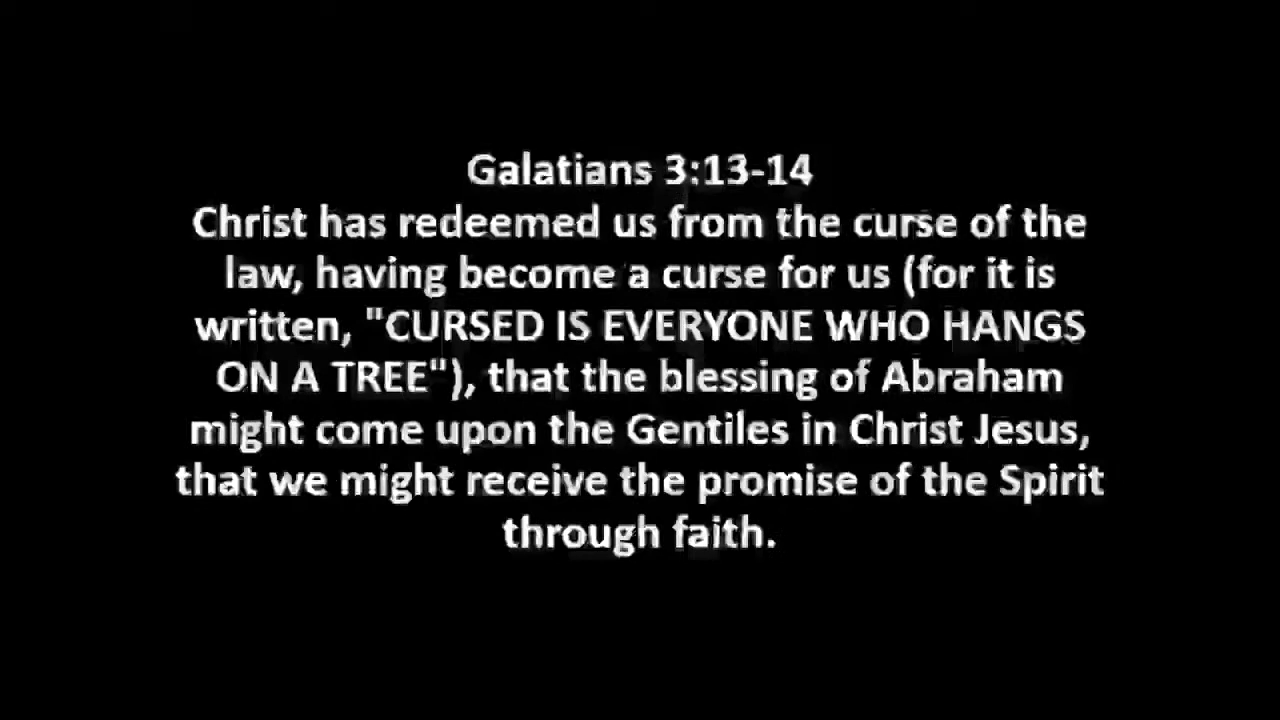 Galatians 3:13-14
Christ has redeemed us from the curse of the
law, having become a curse for us (for it is
written, "CURSED IS EVERYONE WHO HANGS
ON A TREE"), that the blessing of Abraham
might come upon the Gentiles in Christ Jesus,
that we might receive the promise of the Spirit
through faith.